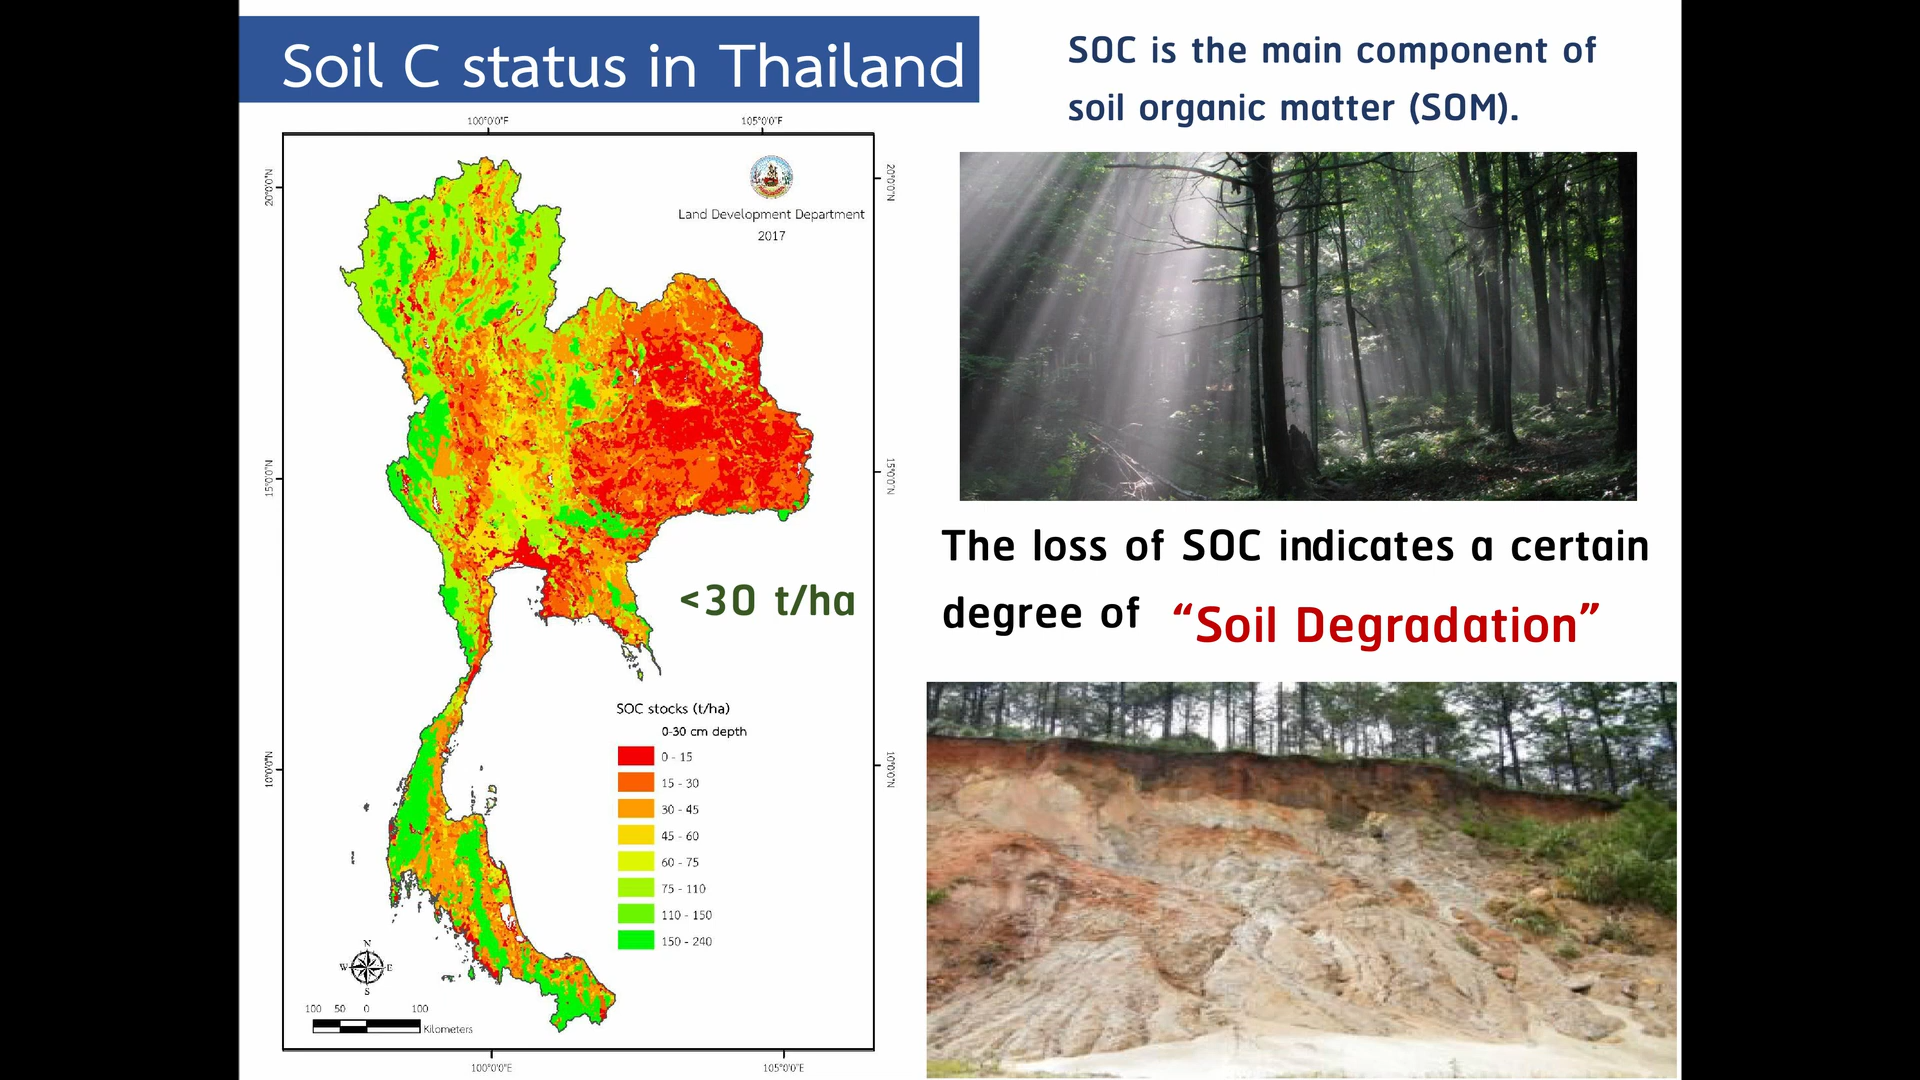 Soil C status in Thailand
SOC is the main component of
soil organic matter (SOM).
100°0'0"F
105°0'0"F
20°0'0"N
20°0'0"N
Land Development Department
2017
15°0'0"N
15°0'0"N
The loss of SOC indicates a certain
degree of “Soil Degradation”
<30 t/ha
SOC stocks (t/ha)
0-30 cm depth
0 - 15
15 - 30
30 - 45
45 - 60
60 - 75
75 - 110
110 - 150
150 - 240
10°0'0"N
10°0'0"N
N
W E
S
100 50 0 100
Kilometers
100°0'0"E
105°0'0"E